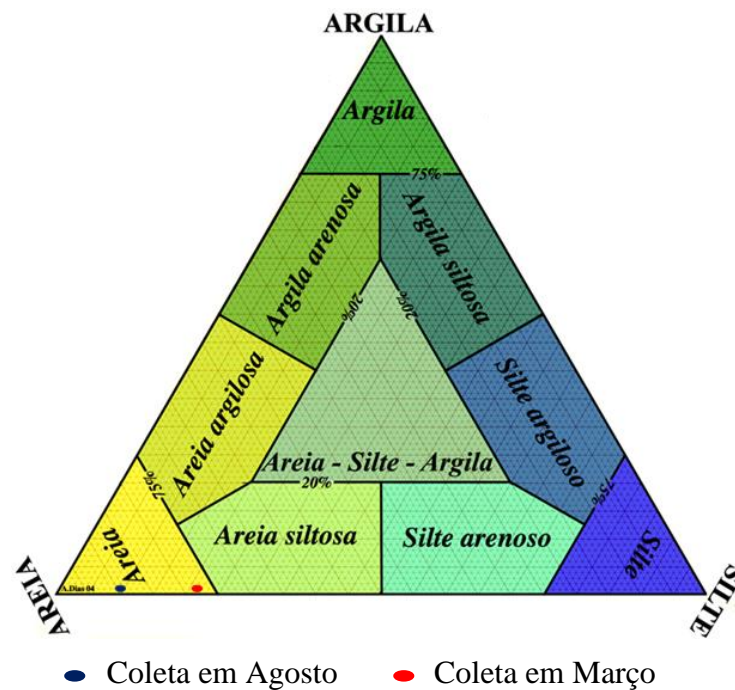 ARGILA
Argila
75%
Argila arenosa
Argila siltosa
20%
20%
Areia argilosa
Silte argiloso
Areia - Silte - Argila
20%
75%
75%
Areia
Areia siltosa
Silte arenoso
Silte
A.Dias 04
AREIA
SILTE
Coleta em Agosto
Coleta em Março